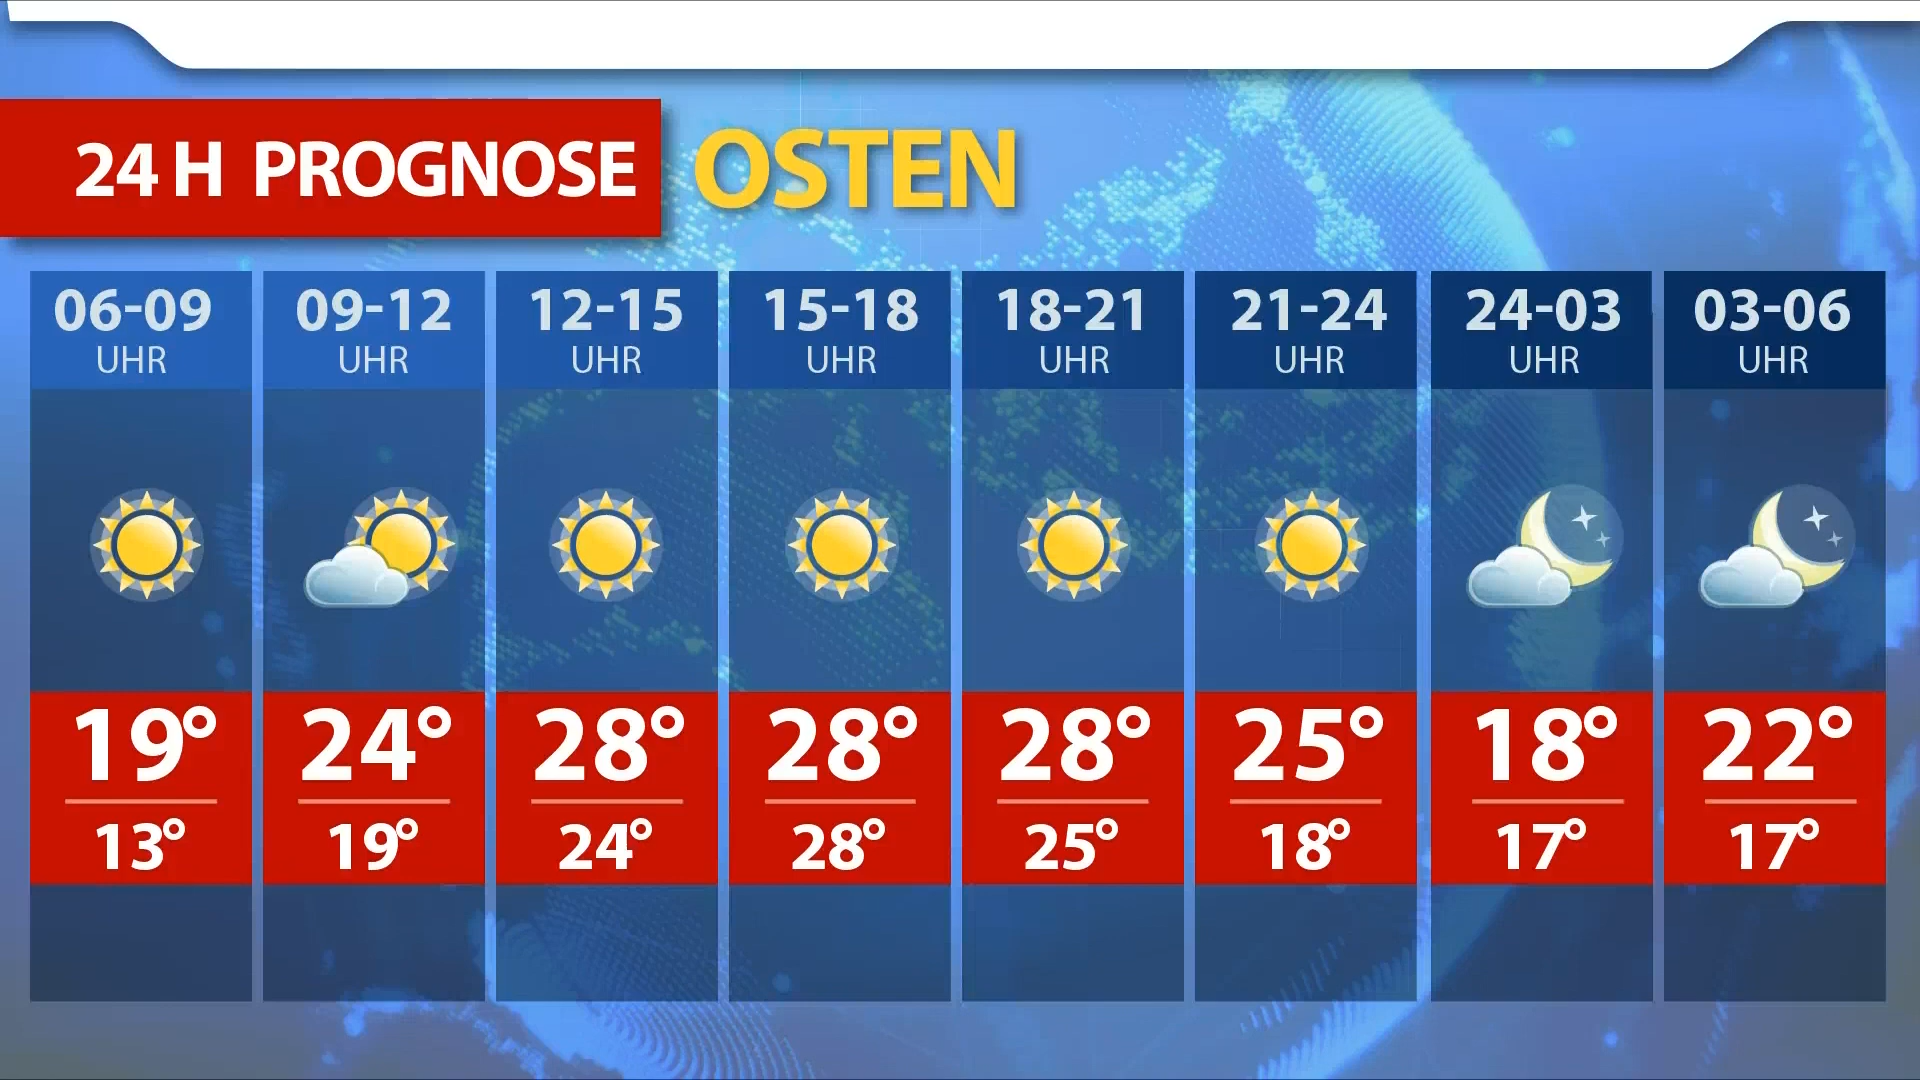 24 H PROGNOSE OSTEN
06-09 09-12 12-15 15-18 18-21 21-24 24-03 03-06
UHR UHR UHR UHR UHR UHR UHR UHR
19° 24° 28° 28° 28° 25° 18° 22°
13° 19° 24° 28° 25° 18° 17° 17°